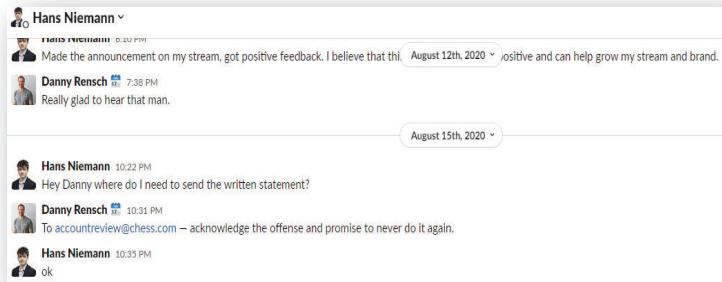 Hans Niemann
Hans Niemann 6:10 PM
Made the announcement on my stream, got positive feedback. I believe that thi
August 12th, 2020
ositive and can help grow my stream and brand.
Danny Rensch 7:38 PM
Really glad to hear that man.
August 15th, 2020
Hans Niemann 10:22 PM
Hey Danny where do I need to send the written statement?
Danny Rensch 10:31 PM
To accountreview@chess.com — acknowledge the offense and promise to never do it again.
Hans Niemann 10:35 PM
ok